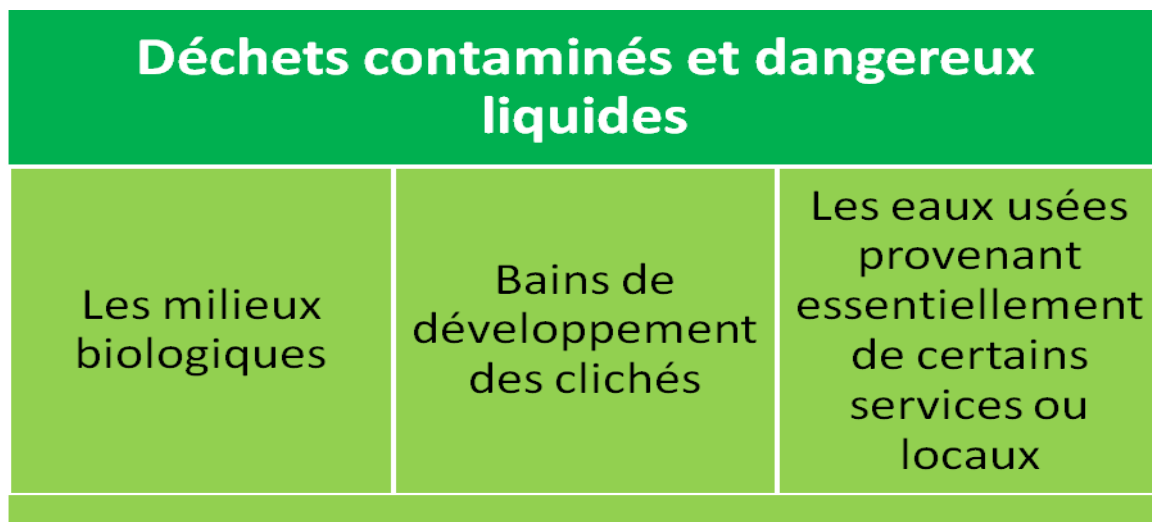 Déchets contaminés et dangereux
liquides
Les milieux
biologiques
Bains de
développement
des clichés
Les eaux usées
provenant
essentiellement
de certains
services ou
locaux